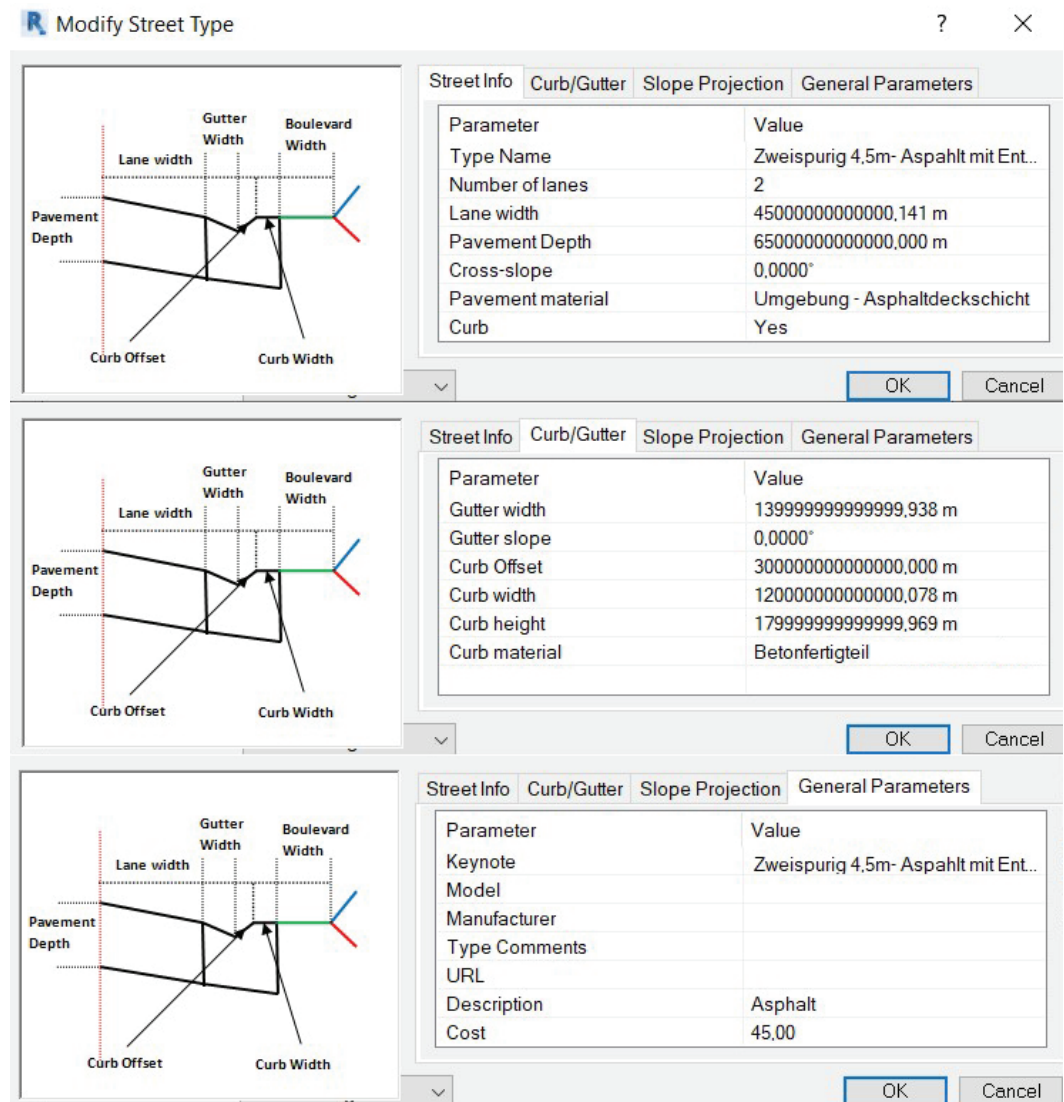 Modify Street Type
Gutter Width
Boulevard Width
Lane width
Pavement Depth
Curb Offset
Curb Width
Street Info Curb/Gutter Slope Projection General Parameters
Parameter Value
Type Name Zweispurig 4,5m- Aspahlt mit Ent...
Number of lanes 2
Lane width 45000000000000,141 m
Pavement Depth 65000000000000,000 m
Cross-slope 0,0000°
Pavement material Umgebung - Asphaltdeckschicht
Curb Yes
OK Cancel
Gutter Width
Boulevard Width
Lane width
Pavement Depth
Curb Offset
Curb Width
Street Info Curb/Gutter Slope Projection General Parameters
Parameter Value
Gutter width 139999999999999,938 m
Gutter slope 0,0000°
Curb Offset 300000000000000,000 m
Curb width 120000000000000,078 m
Curb height 179999999999999,969 m
Curb material Betonfertigteil
OK Cancel
Gutter Width
Boulevard Width
Lane width
Pavement Depth
Curb Offset
Curb Width
Street Info Curb/Gutter Slope Projection General Parameters
Parameter Value
Keynote Zweispurig 4,5m- Aspahlt mit Ent...
Model
Manufacturer
Type Comments
URL
Description Asphalt
Cost 45,00
OK Cancel